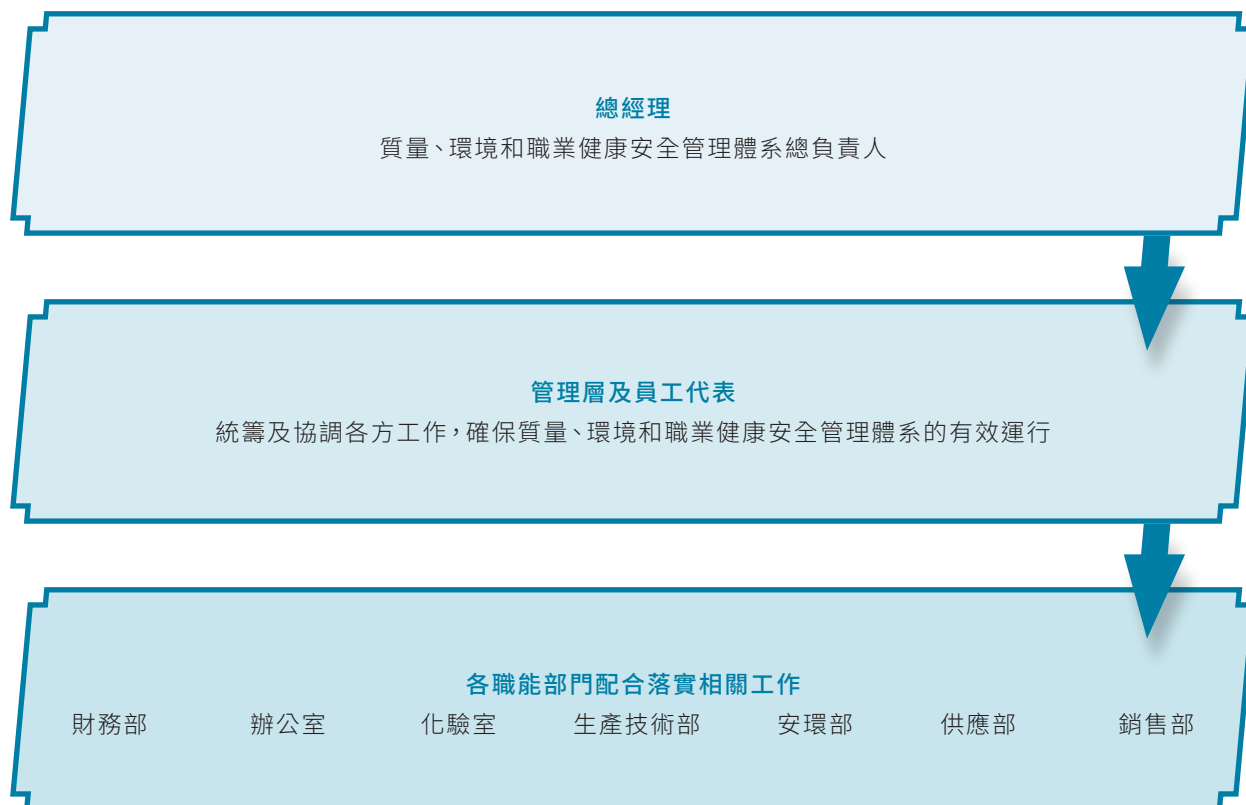 總經理
質量、環境和職業健康安全管理體系總負責人
管理層及員工代表
統籌及協調各方工作，確保質量、環境和職業健康安全管理體系的有效運行
各職能部門配合落實相關工作
財務部 辦公室 化驗室 生產技術部 安環部 供應部 銷售部